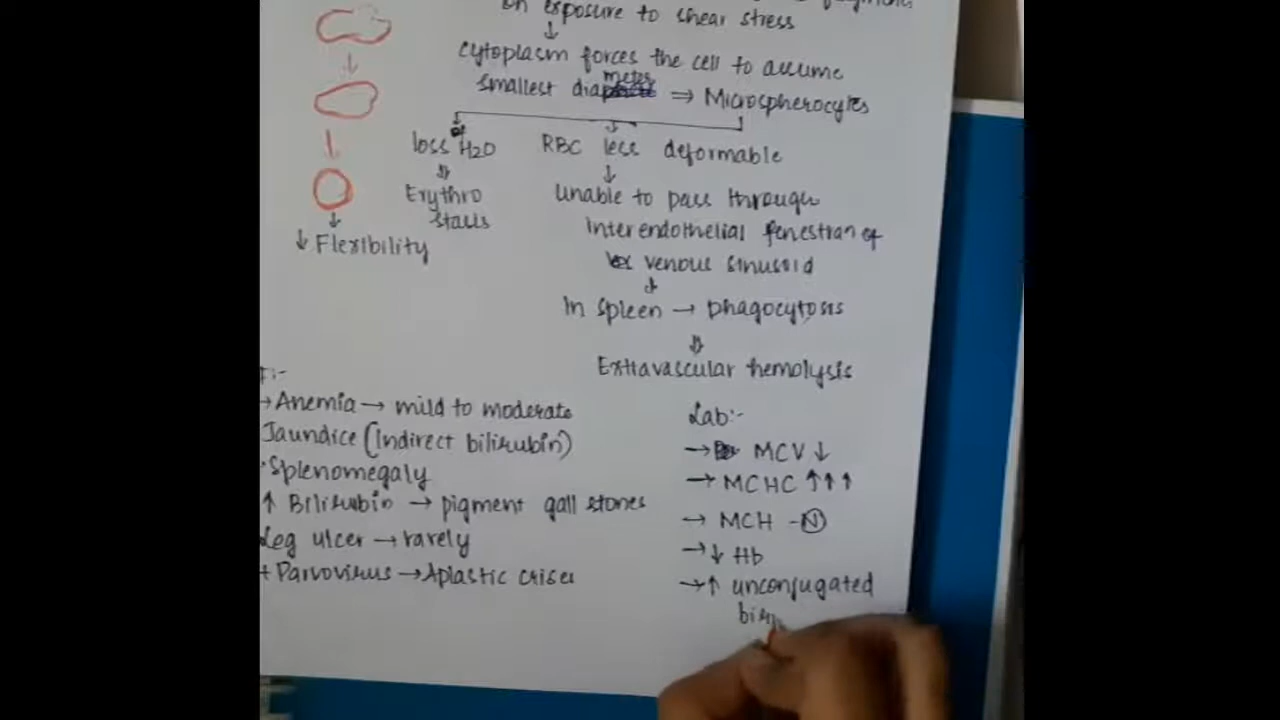 on exposure to shear stress
↓
cytoplasm forces the cell to assume
smallest diameter ⇒ Microspherocytes
loss of H2O
⇓
Erythro
stasis
RBC less deformable
↓
unable to pass through
Interendothelial fenestran of
venous sinusoid
↓
In spleen → phagocytosis
⇓
Extravascular hemolysis
↓
↓
↓
↓ Flexibility
F:-
→ Anemia → mild to moderate
Jaundice (Indirect bilirubin)
Splenomegaly
↑ Bilirubin → pigment gall stones
Leg ulcer → rarely
+ Parvovirus → Aplastic crises
Lab:-
→ MCV ↓
→ MCHC ↑↑↑
→ MCH - N
→ ↓ Hb
→ ↑ unconjugated